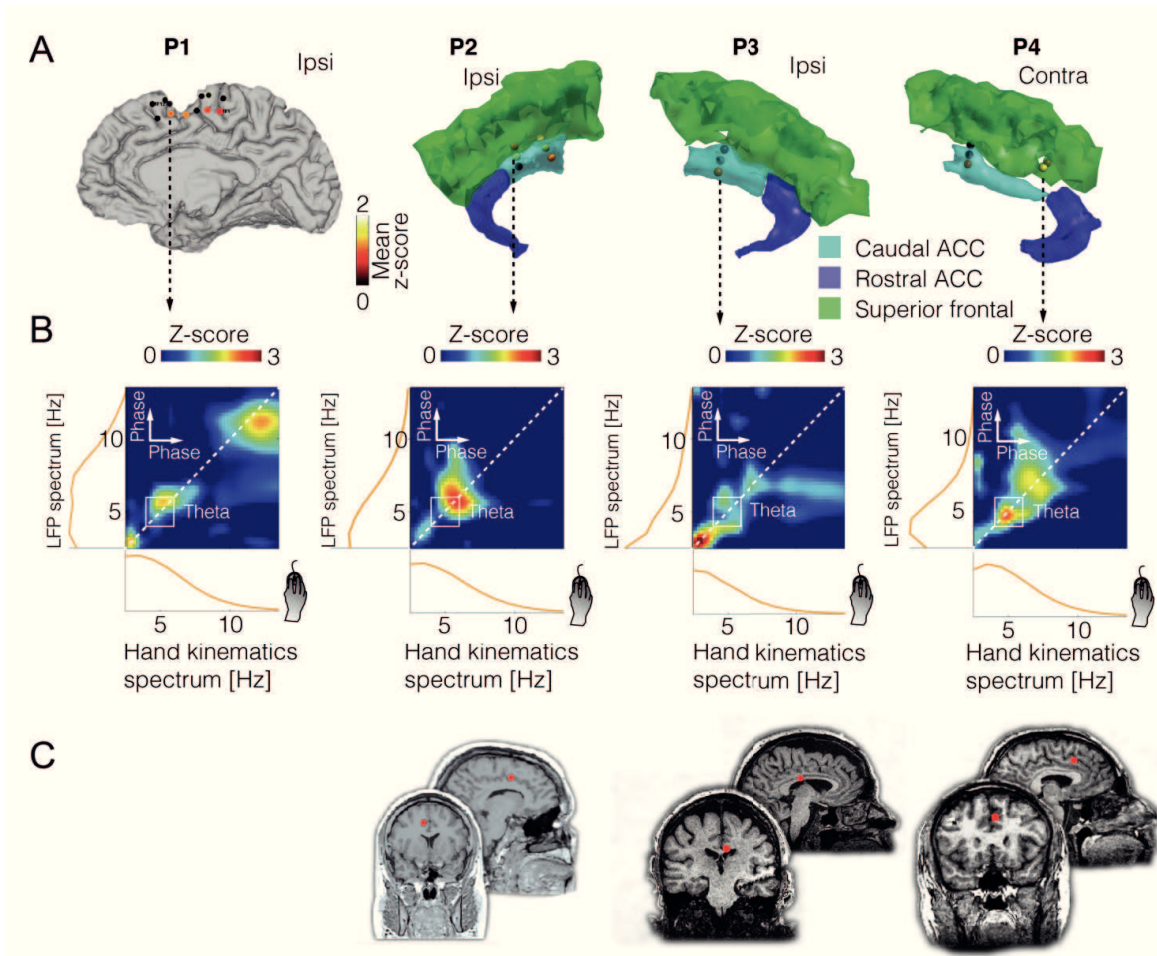 A
P1
Ipsi
P2
Ipsi
P3
Ipsi
P4
Contra
2
0
Mean
z-score
Caudal ACC
Rostral ACC
Superior frontal
B
Z-score
0 3
Z-score
0 3
Z-score
0 3
Z-score
0 3
LFP spectrum [Hz]
10
5
Phase
Phase
Theta
5 10
Hand kinematics
spectrum [Hz]
LFP spectrum [Hz]
10
5
Phase
Phase
Theta
5 10
Hand kinematics
spectrum [Hz]
LFP spectrum [Hz]
10
5
Phase
Phase
Theta
5 10
Hand kinematics
spectrum [Hz]
LFP spectrum [Hz]
10
5
Phase
Phase
Theta
5 10
Hand kinematics
spectrum [Hz]
C